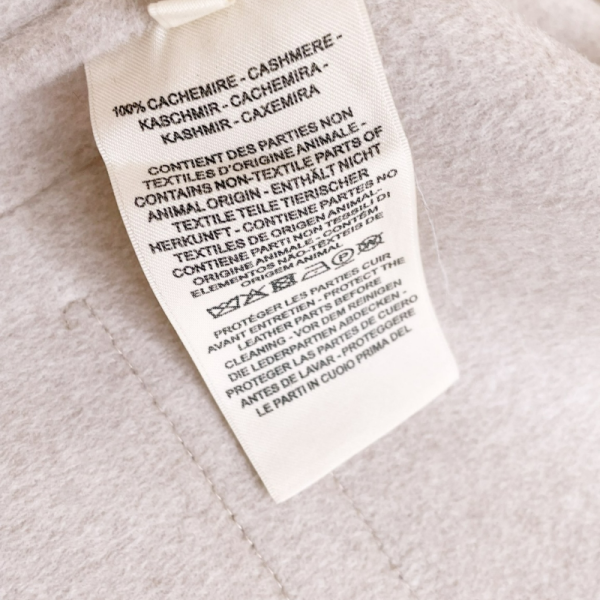 100% CACHEMIRE - CASHMERE -
KASCHMIR - CACHEMIRA -
KASHMIR - CAXEMIRA
CONTIENT DES PARTIES NON
TEXTILES D'ORIGINE ANIMALE -
CONTAINS NON-TEXTILE PARTS OF
ANIMAL ORIGIN - ENTHÄLT NICHT
TEXTILE TEILE TIERISCHER
HERKUNFT - CONTIENE PARTES NO
TEXTILES DE ORIGEN ANIMAL-
CONTIENE PARTI NON TESSILI DI
ORIGINE ANIMALE - CONTÉM
ELEMENTOS NÃO-TÊXTEIS DE
ORIGEM ANIMAL
P W
PROTÉGER LES PARTIES CUIR
AVANT ENTRETIEN - PROTECT THE
LEATHER PARTS BEFORE
CLEANING - VOR DEM REINIGEN
DIE LEDERPARTIEN ABDECKEN -
PROTEGER LAS PARTES DE CUERO
ANTES DE LAVAR - PROTEGGERE
LE PARTI IN CUOIO PRIMA DEL